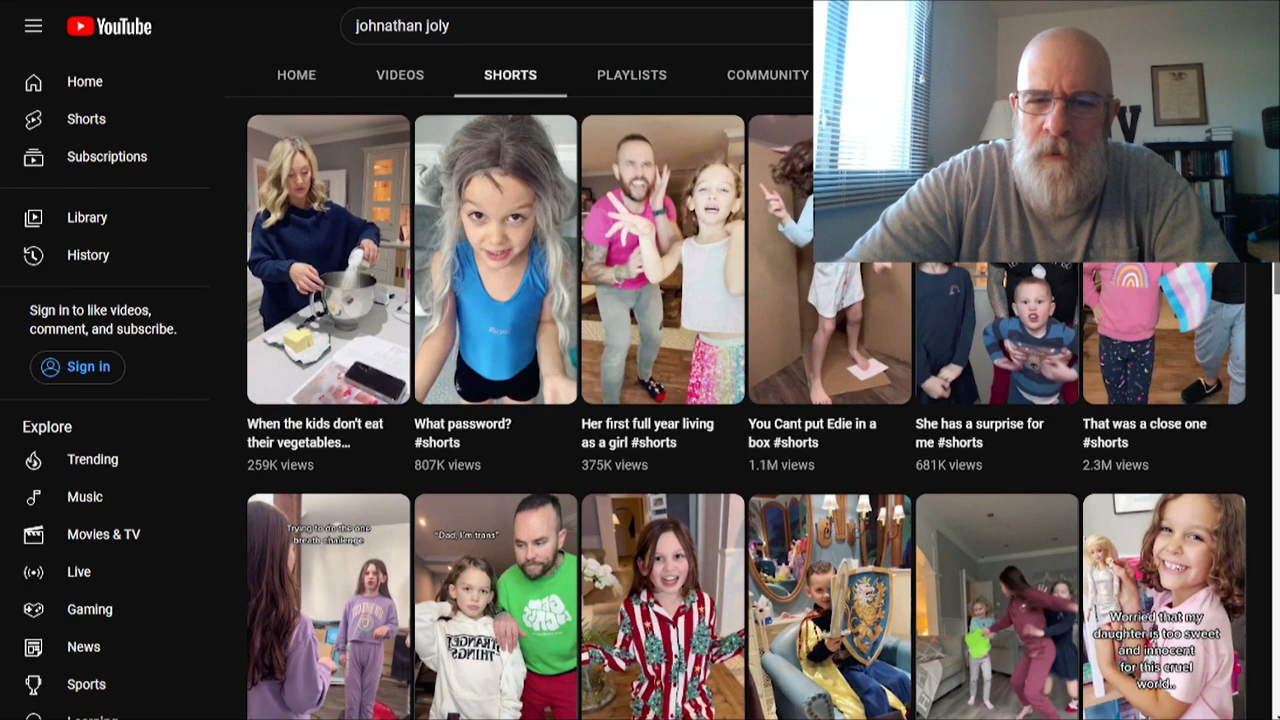 YouTube
johnathan joly
HOME
VIDEOS
SHORTS
PLAYLISTS
COMMUNITY
Home
Shorts
Subscriptions
Library
History
Sign in to like videos,
comment, and subscribe.
Sign in
Explore
Trending
Music
Movies & TV
Live
Gaming
News
Sports
When the kids don't eat
their vegetables...
259K views
What password?
#shorts
807K views
Her first full year living
as a girl #shorts
375K views
You Cant put Edie in a
box #shorts
1.1M views
She has a surprise for
me #shorts
681K views
That was a close one
#shorts
2.3M views
Trying to do the one
breath challenge
"Dad, I'm trans"
Worried that my
daughter is too sweet
and innocent
for this cruel
world..